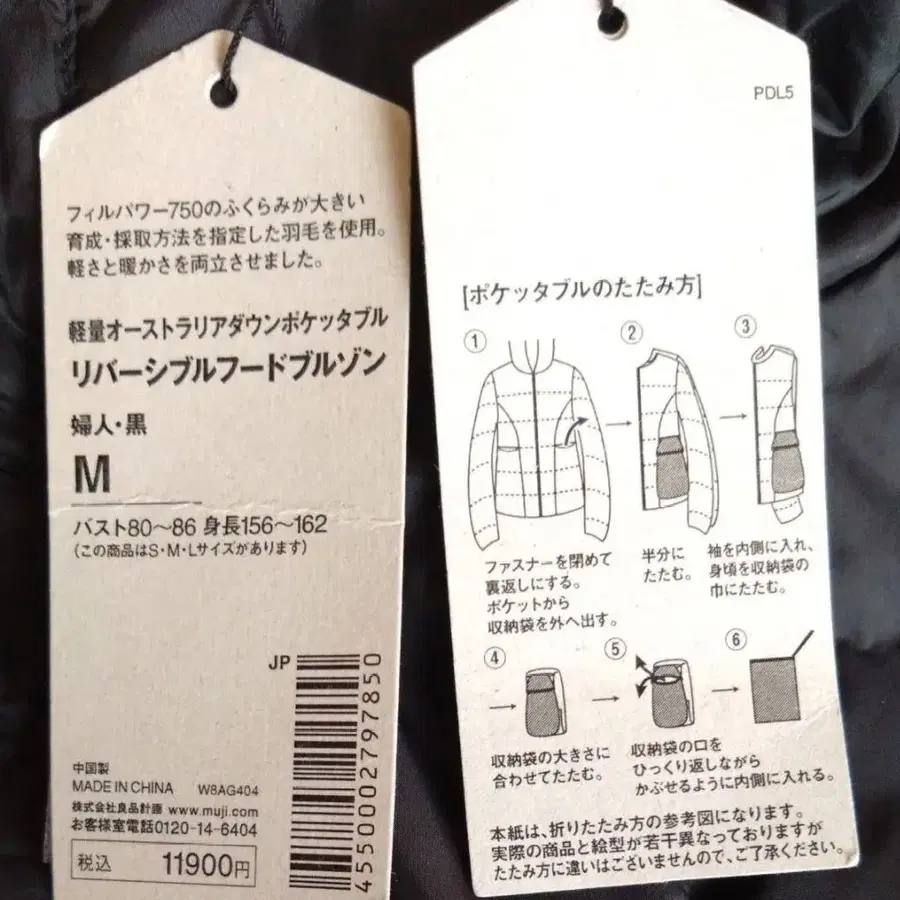 フィルパワー750のふくらみが大きい
育成・採取方法を指定した羽毛を使用。
軽さと暖かさを両立させました。
軽量オーストラリアダウンポケッタブル
リバーシブルフードブルゾン
婦人・黒
M
バスト80〜86 身長156〜162
(この商品はS・M・Lサイズがあります)
JP
4550002797850
中国製
MADE IN CHINA W8AG404
株式会社良品計画 www.muji.com
お客様室電話0120-14-6404
税込 11900円
PDL5
[ポケッタブルのたたみ方]
①
ファスナーを閉めて
裏返しにする。
ポケットから
収納袋を外へ出す。
②
半分に
たたむ。
③
袖を内側に入れ、
身頃を収納袋の
巾にたたむ。
④
収納袋の大きさに
合わせてたたむ。
⑤
収納袋の口を
ひっくり返しながら
かぶせるように内側に入れる。
⑥
本紙は、折りたたみ方の参考図になります。
実際の商品と絵型が若干異なっておりますが
たたみ方に違いはございませんので、ご了承ください。